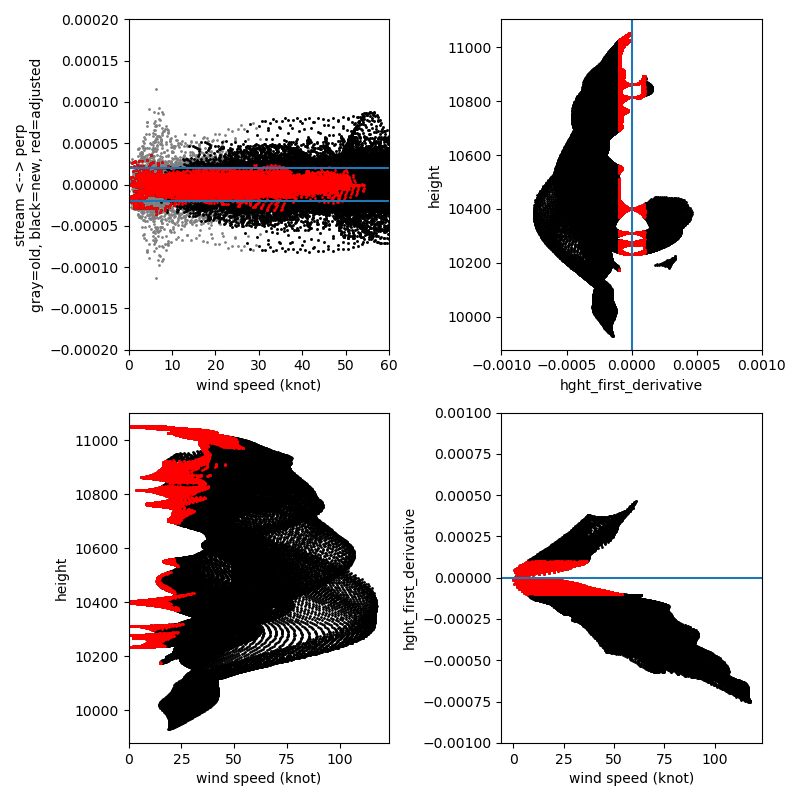 stream <--> perp
gray=old, black=new, red=adjusted
0.00020
0.00015
0.00010
0.00005
0.00000
−0.00005
−0.00010
−0.00015
−0.00020
0 10 20 30 40 50 60
wind speed (knot)
height
11000
10800
10600
10400
10200
10000
−0.0010 −0.0005 0.0000 0.0005 0.0010
hght_first_derivative
height
11000
10800
10600
10400
10200
10000
0 25 50 75 100
wind speed (knot)
hght_first_derivative
0.00100
0.00075
0.00050
0.00025
0.00000
−0.00025
−0.00050
−0.00075
−0.00100
0 25 50 75 100
wind speed (knot)